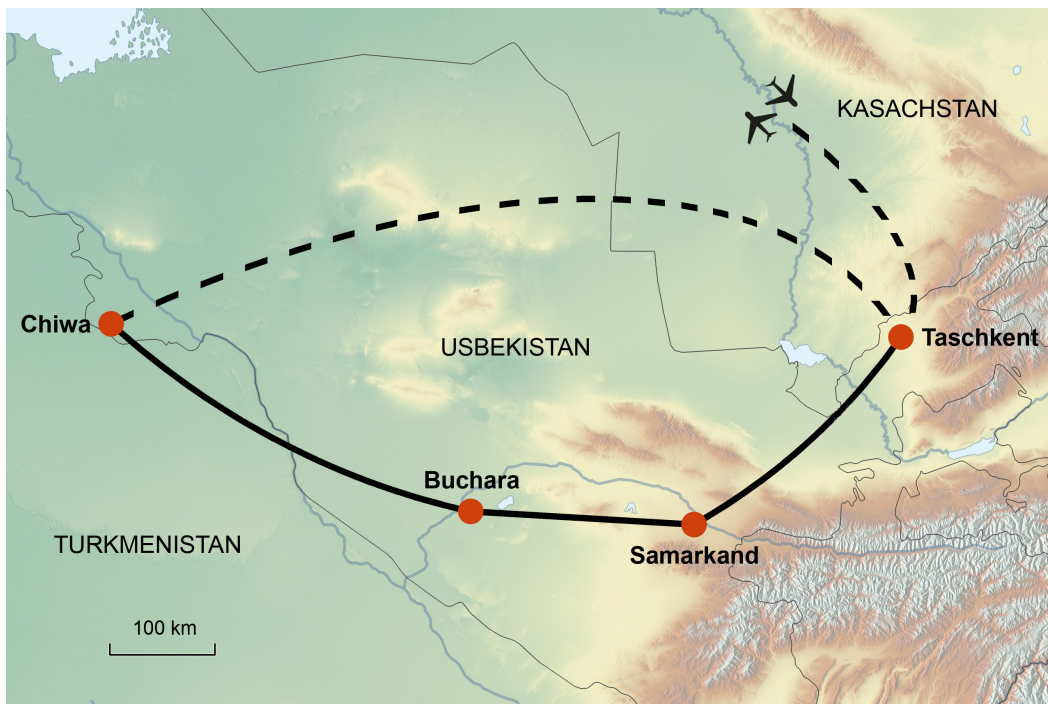 KASACHSTAN
Chiwa
Taschkent
USBEKISTAN
Buchara
TURKMENISTAN
Samarkand
100 km